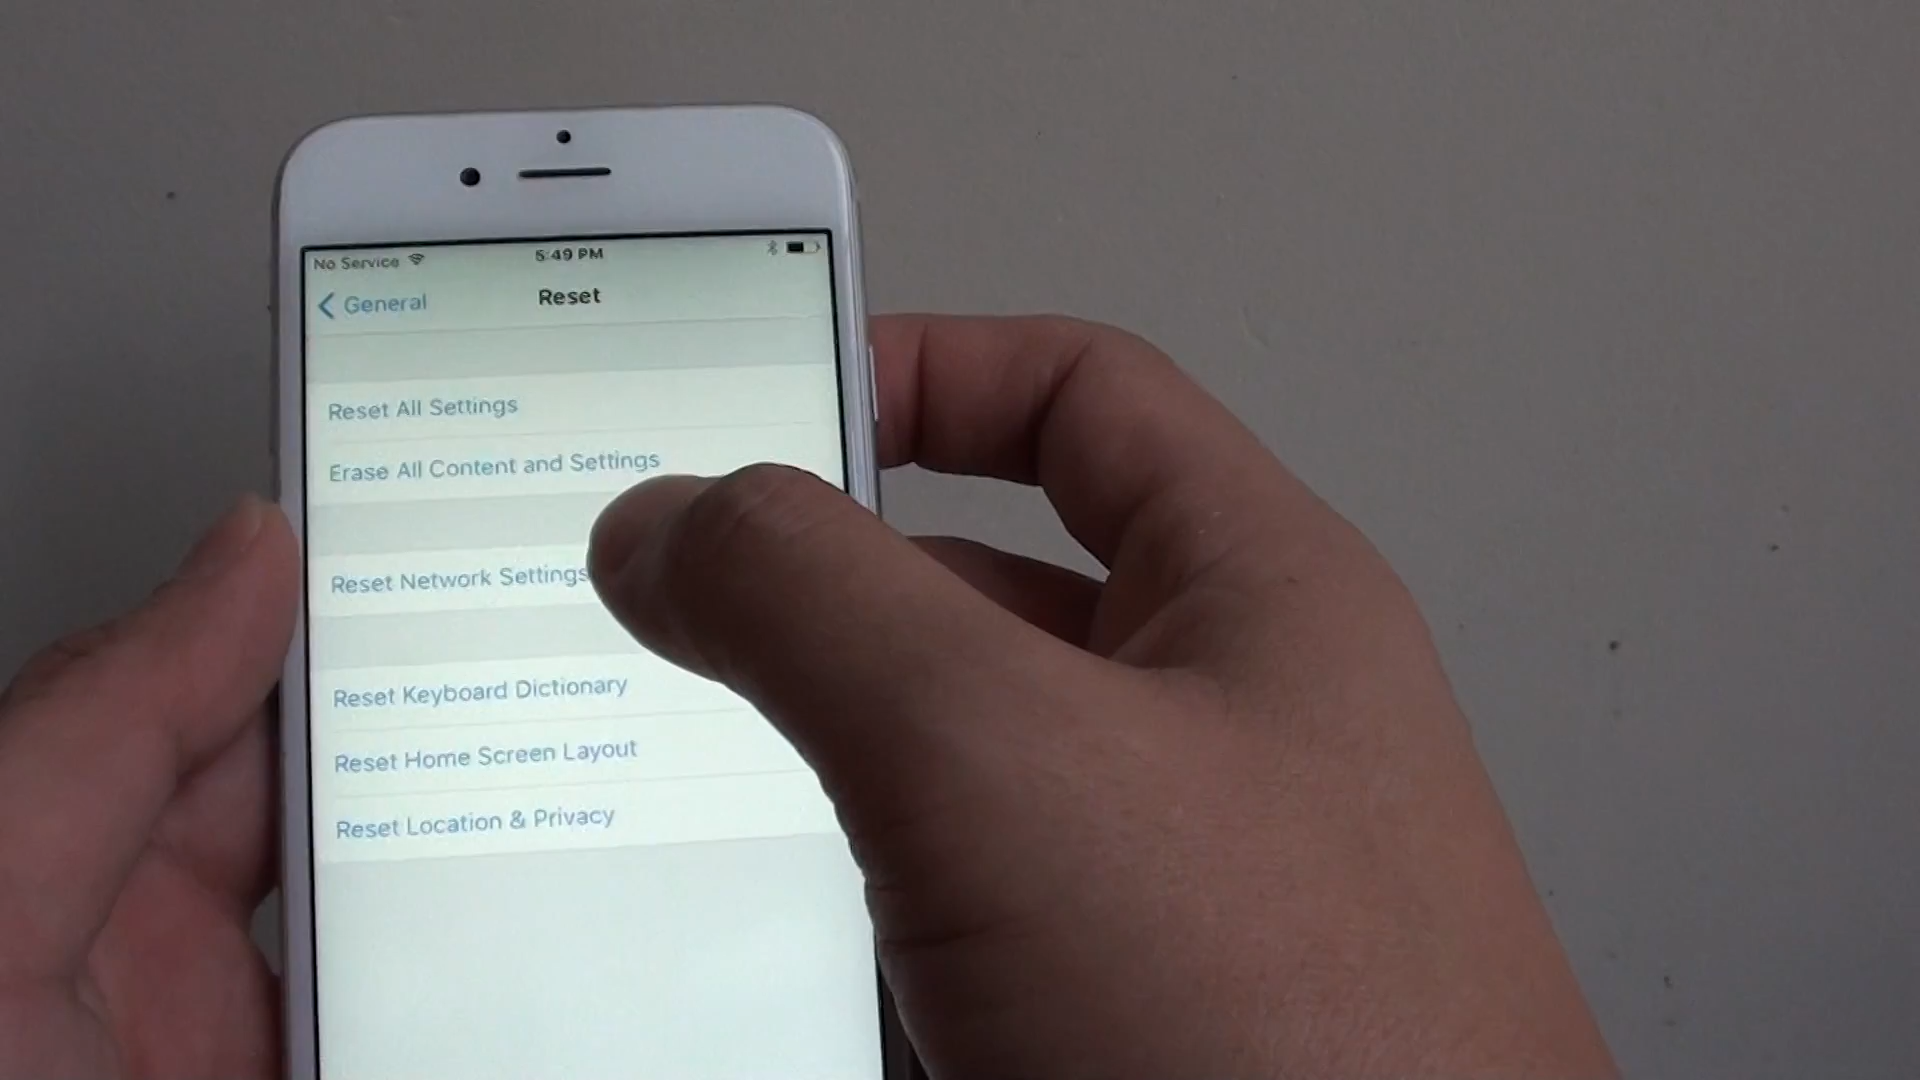 No Service 5:49 PM
General Reset
Reset All Settings
Erase All Content and Settings
Reset Network Settings
Reset Keyboard Dictionary
Reset Home Screen Layout
Reset Location & Privacy